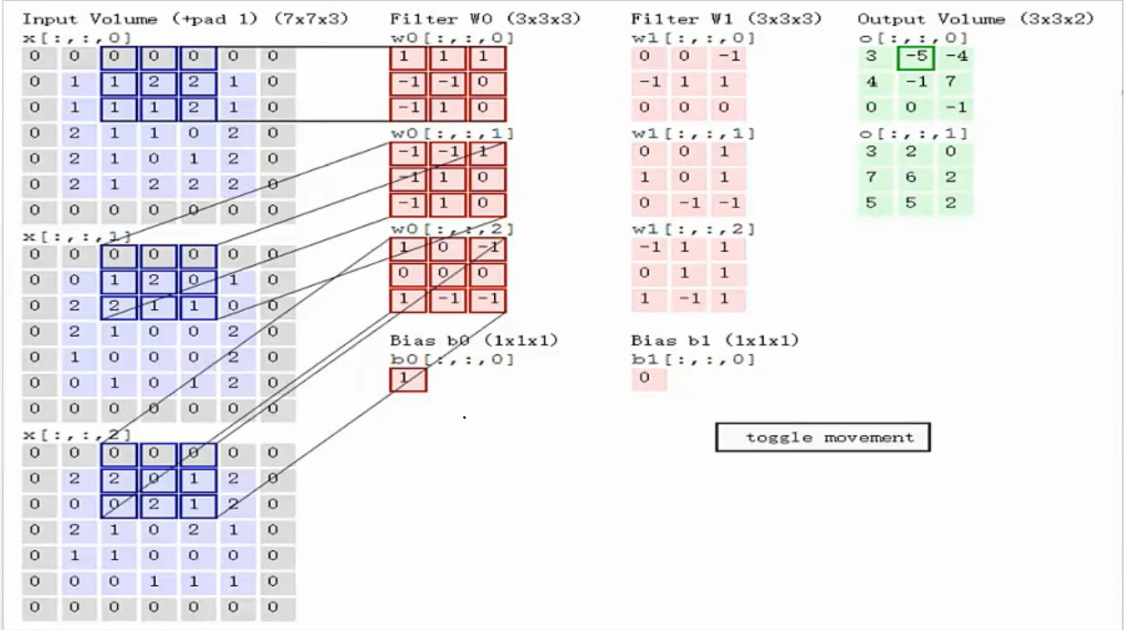 Input Volume (+pad 1) (7x7x3)
x[:,:,0]
0 0 0 0 0 0 0
0 1 1 2 2 1 0
0 1 1 1 2 1 0
0 2 1 1 0 2 0
0 2 1 0 1 2 0
0 2 1 2 2 2 0
0 0 0 0 0 0 0
x[:,:,1]
0 0 0 0 0 0 0
0 0 1 2 0 1 0
0 2 2 1 1 0 0
0 2 1 0 0 2 0
0 1 0 0 0 2 0
0 0 1 0 1 2 0
0 0 0 0 0 0 0
x[:,:,2]
0 0 0 0 0 0 0
0 2 2 0 1 2 0
0 0 0 2 1 2 0
0 2 1 0 2 1 0
0 1 1 0 0 0 0
0 0 0 1 1 1 0
0 0 0 0 0 0 0
Filter W0 (3x3x3)
w0[:,:,0]
1 1 1
-1 -1 0
-1 1 0
w0[:,:,1]
-1 -1 1
-1 1 0
-1 1 0
w0[:,:,2]
1 0 -1
0 0 0
1 -1 -1
Bias b0 (1x1x1)
b0[:,:,0]
1
Filter W1 (3x3x3)
w1[:,:,0]
0 0 -1
-1 1 1
0 0 0
w1[:,:,1]
0 0 1
1 0 1
0 -1 -1
w1[:,:,2]
-1 1 1
0 1 1
1 -1 1
Bias b1 (1x1x1)
b1[:,:,0]
0
Output Volume (3x3x2)
o[:,:,0]
3 -5 -4
4 -1 7
0 0 -1
o[:,:,1]
3 2 0
7 6 2
5 5 2
toggle movement